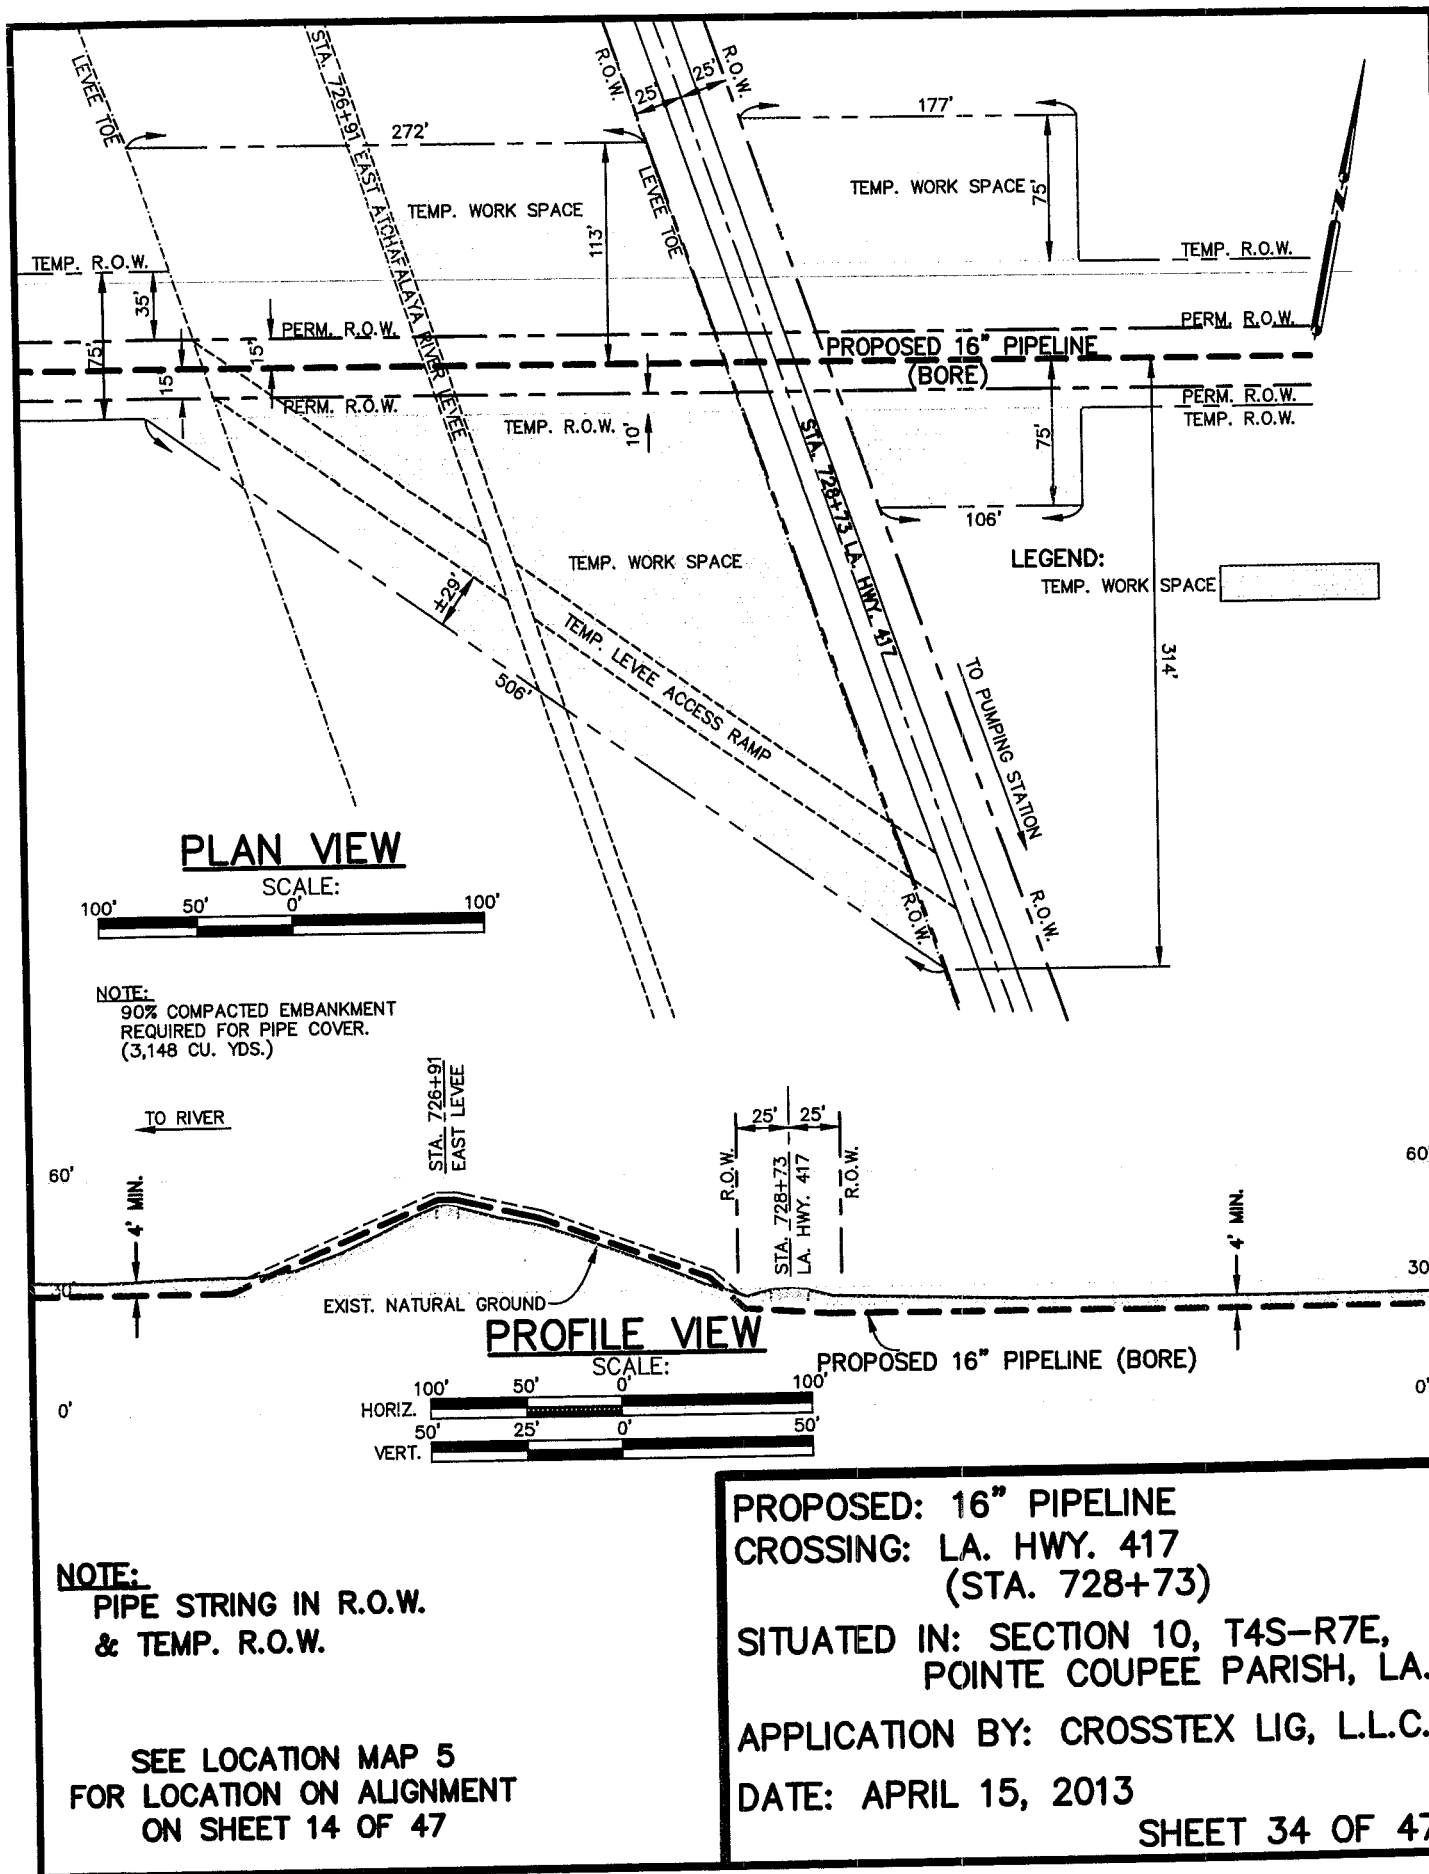 LEVEE TOE
STA. 726+91 EAST ATCHAFALAYA RIVER LEVEE
R.O.W.
25'
25'
R.O.W.
272'
177'
TEMP. WORK SPACE
113'
LEVEE TOE
TEMP. WORK SPACE
75'
TEMP. R.O.W.
TEMP. R.O.W.
35'
75'
15'
15'
PERM. R.O.W.
PERM. R.O.W.
PROPOSED 16" PIPELINE
(BORE)
PERM. R.O.W.
PERM. R.O.W.
TEMP. R.O.W.
10'
TEMP. R.O.W.
75'
STA. 728+73 LA. HWY. 417
106'
TEMP. WORK SPACE
LEGEND:
TEMP. WORK SPACE
±29'
TEMP. LEVEE ACCESS RAMP
506'
314'
TO PUMPING STATION
R.O.W.
R.O.W.
PLAN VIEW
SCALE:
100' 50' 0' 100'
NOTE:
90% COMPACTED EMBANKMENT
REQUIRED FOR PIPE COVER.
(3,148 CU. YDS.)
TO RIVER
STA. 726+91
EAST LEVEE
25' 25'
R.O.W.
STA. 728+73
LA. HWY. 417
R.O.W.
60'
60'
4' MIN.
4' MIN.
30'
30'
EXIST. NATURAL GROUND
PROFILE VIEW
SCALE:
PROPOSED 16" PIPELINE (BORE)
100' 50' 0' 100'
HORIZ.
0'
0'
50' 25' 0' 50'
VERT.
PROPOSED: 16" PIPELINE
CROSSING: LA. HWY. 417
(STA. 728+73)
SITUATED IN: SECTION 10, T4S-R7E,
POINTE COUPEE PARISH, LA.
APPLICATION BY: CROSSTEX LIG, L.L.C.
DATE: APRIL 15, 2013
SHEET 34 OF 47
NOTE:
PIPE STRING IN R.O.W.
& TEMP. R.O.W.
SEE LOCATION MAP 5
FOR LOCATION ON ALIGNMENT
ON SHEET 14 OF 47